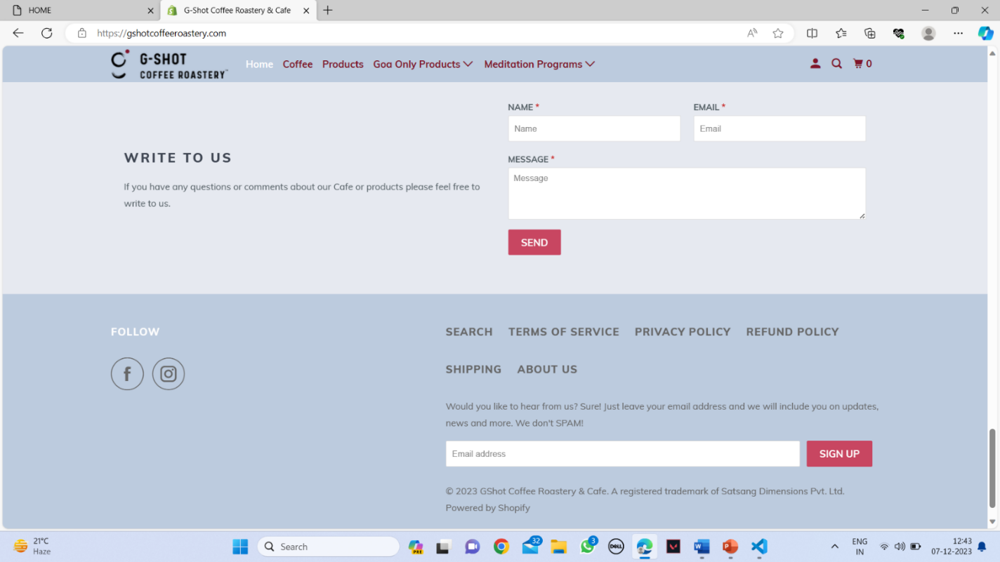 HOME
G-Shot Coffee Roastery & Cafe
https://gshotcoffeeroastery.com
G-SHOT
COFFEE ROASTERY
Home Coffee Products Goa Only Products Meditation Programs 0
NAME * EMAIL *
Name Email
WRITE TO US
If you have any questions or comments about our Cafe or products please feel free to
write to us.
MESSAGE *
Message
SEND
FOLLOW
SEARCH TERMS OF SERVICE PRIVACY POLICY REFUND POLICY
SHIPPING ABOUT US
Would you like to hear from us? Sure! Just leave your email address and we will include you on updates,
news and more. We don't SPAM!
Email address SIGN UP
© 2023 GShot Coffee Roastery & Cafe. A registered trademark of Satsang Dimensions Pvt. Ltd.
Powered by Shopify
21°C
Haze
Search
PRE
32
3
DELL
ENG
IN
12:43
07-12-2023